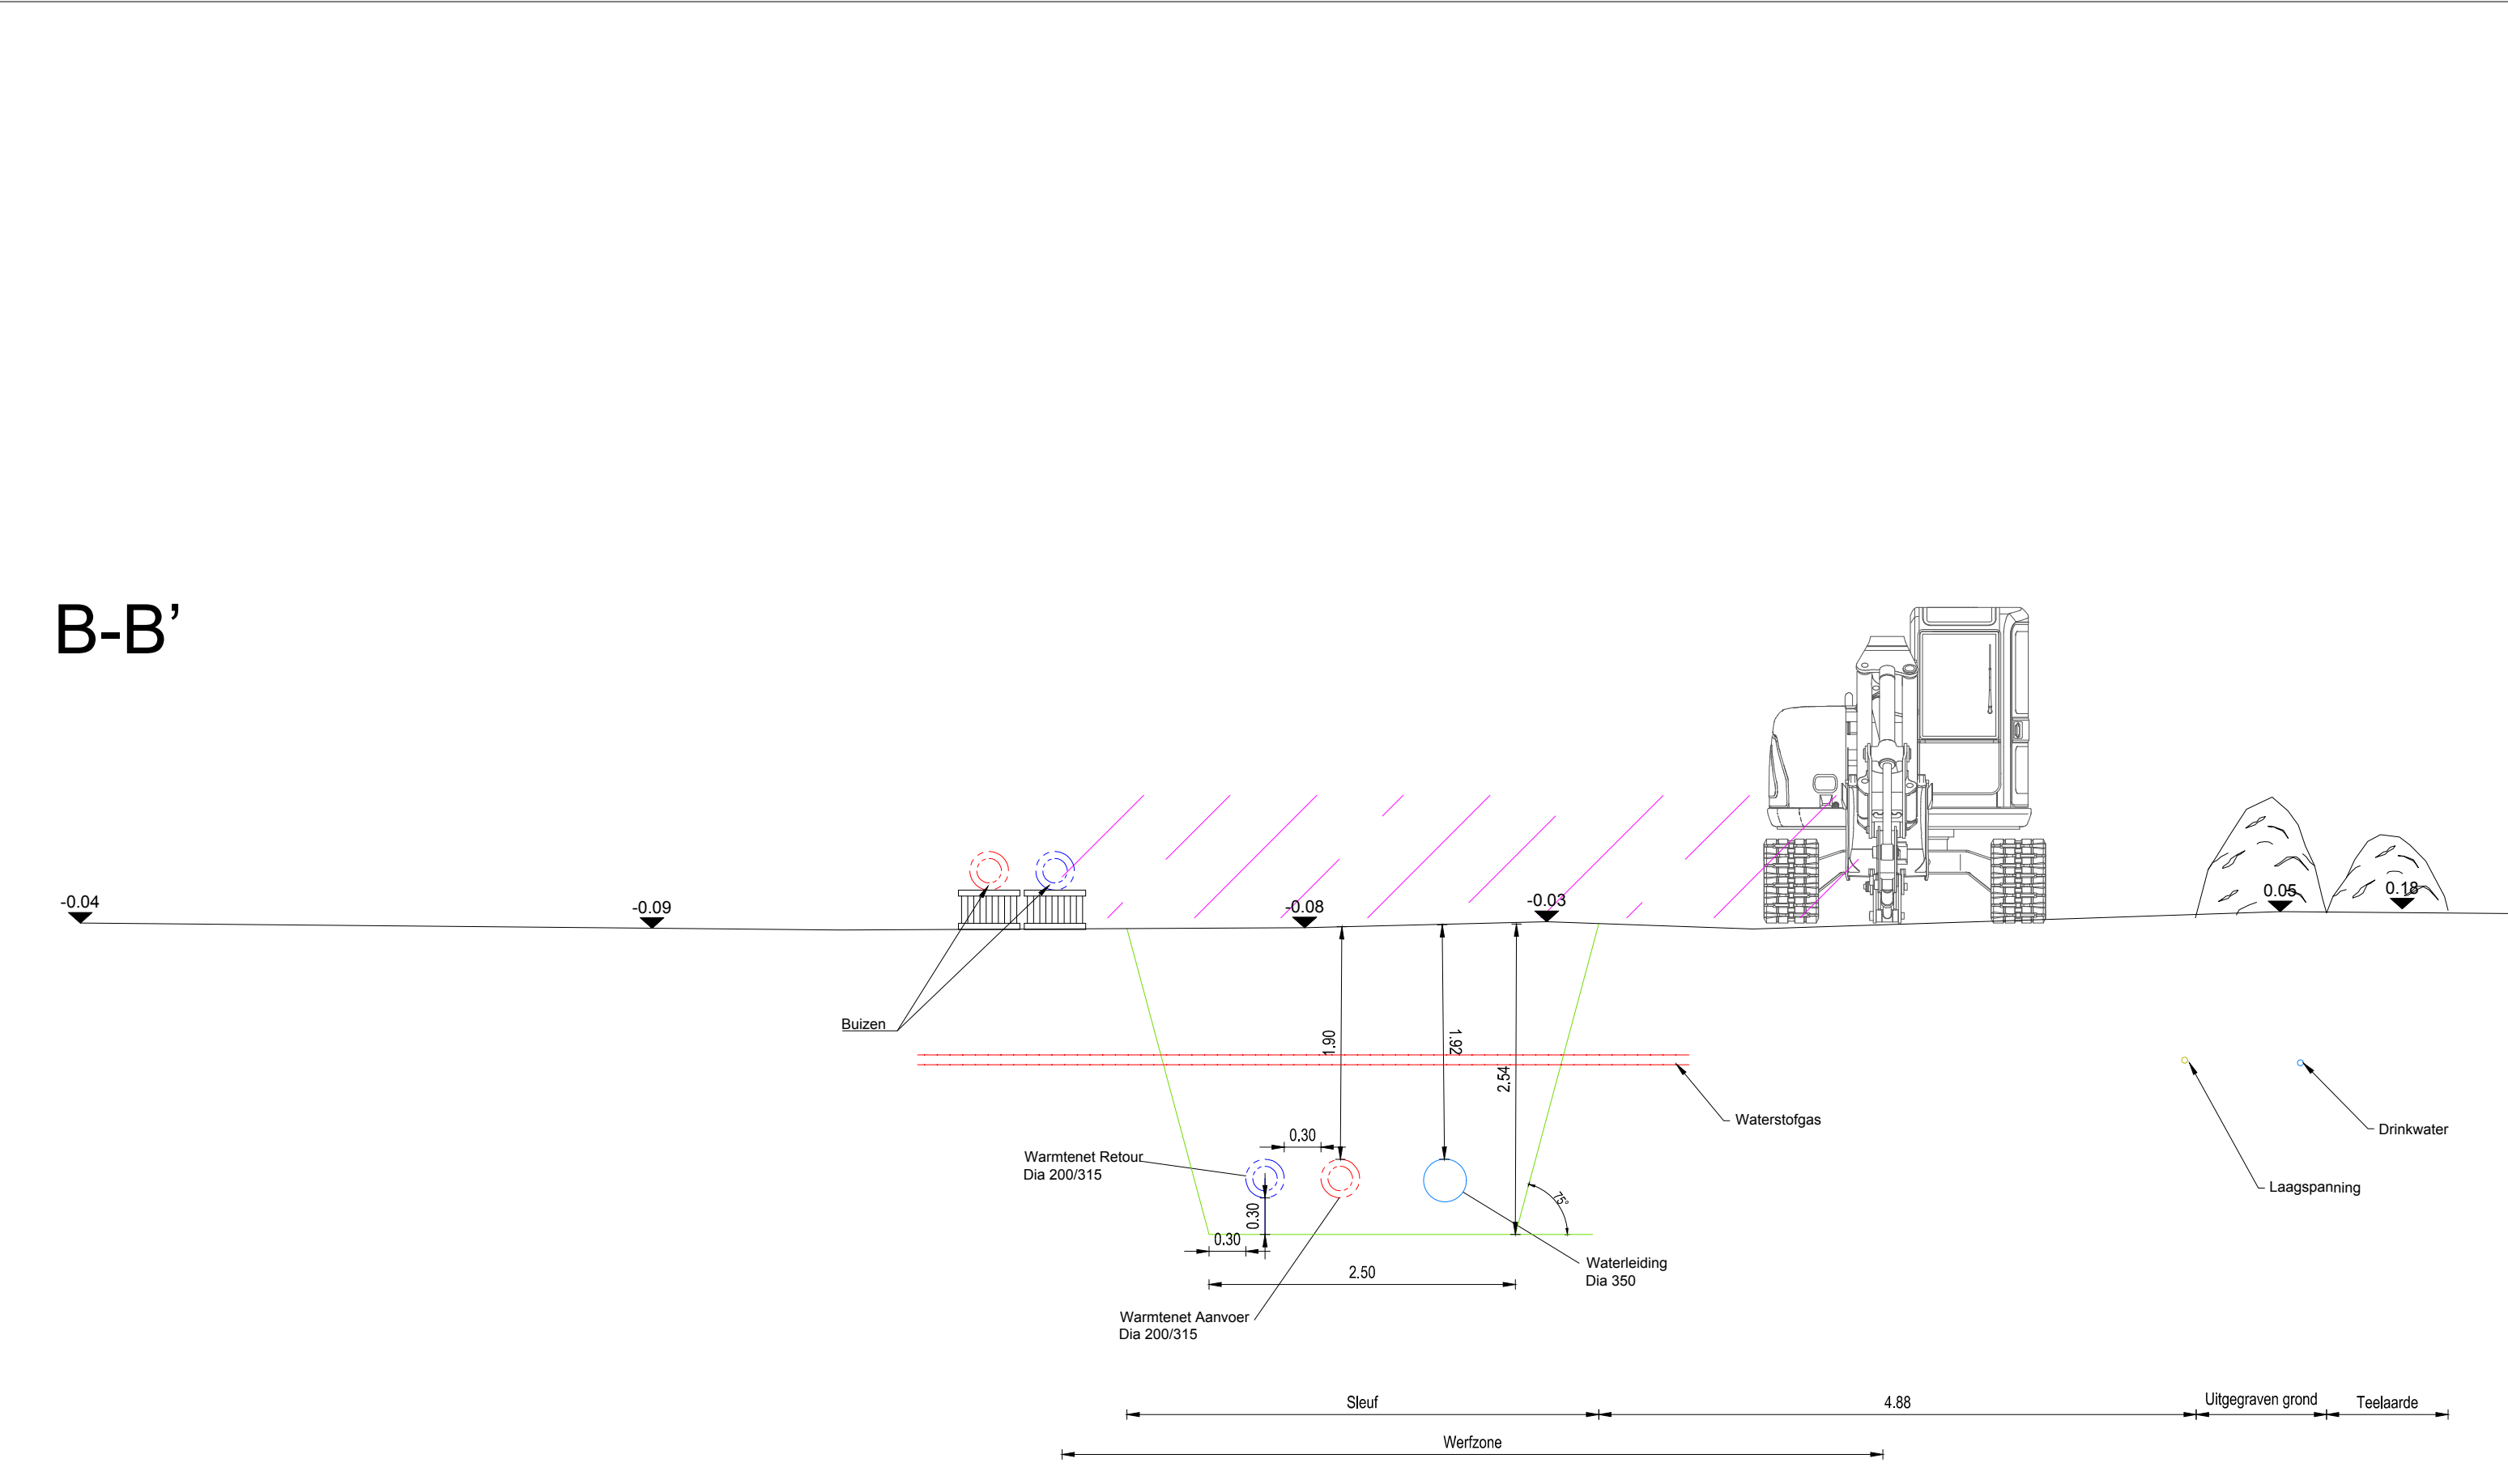 B-B’
-0.04
-0.09
-0.08
-0.03
0.05
0.18
Buizen
1.90
1.92
2.54
Waterstofgas
Drinkwater
Laagspanning
0.30
Warmtenet Retour
Dia 200/315
75°
0.30
0.30
Waterleiding
Dia 350
2.50
Warmtenet Aanvoer
Dia 200/315
Sleuf
4.88
Uitgegraven grond
Teelaarde
Werfzone